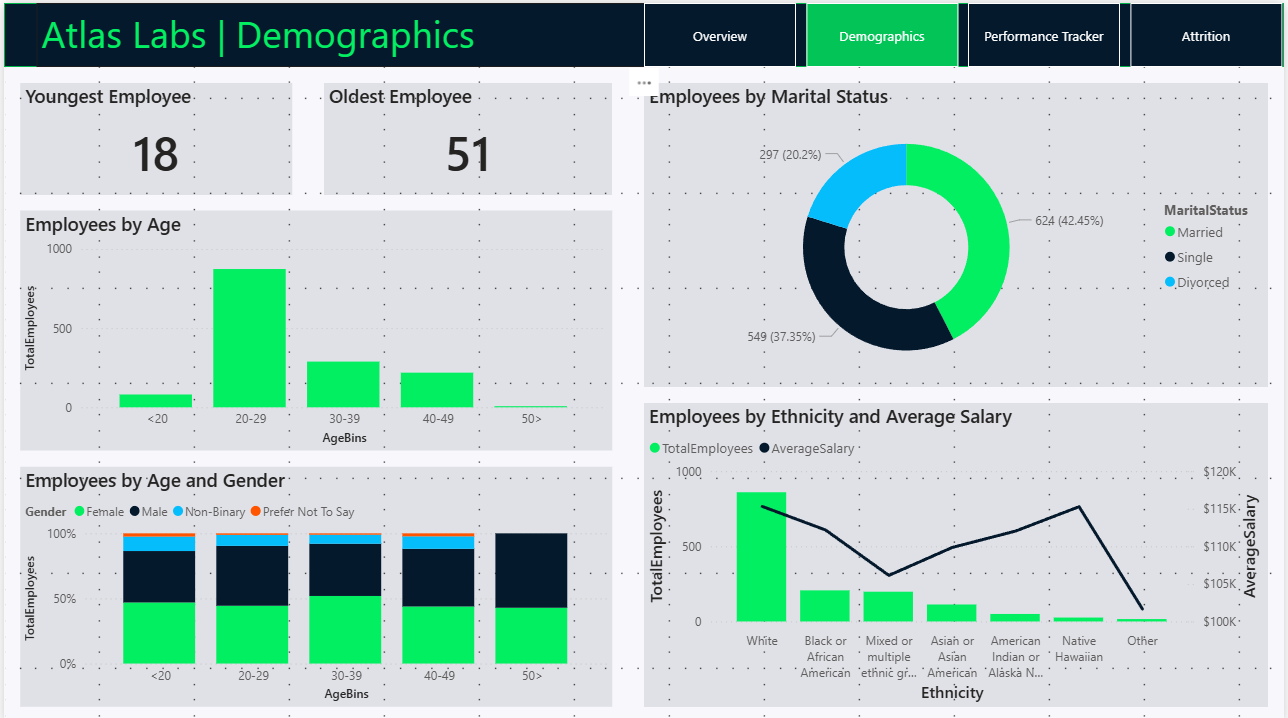 Atlas Labs | Demographics
Overview
Demographics
Performance Tracker
Attrition
Youngest Employee
18
Oldest Employee
51
Employees by Age
TotalEmployees
1000
500
0
<20
20-29
30-39
40-49
50>
AgeBins
Employees by Age and Gender
Gender Female Male Non-Binary Prefer Not To Say
TotalEmployees
100%
50%
0%
<20
20-29
30-39
40-49
50>
AgeBins
Employees by Marital Status
297 (20.2%)
624 (42.45%)
549 (37.35%)
MaritalStatus
Married
Single
Divorced
Employees by Ethnicity and Average Salary
TotalEmployees AverageSalary
TotalEmployees
1000
500
0
$120K
$115K
$110K
$105K
$100K
AverageSalary
White
Black or
African
American
Mixed or
multiple
ethnic gr...
Asian or
Asian
American
American
Indian or
Alaska N...
Native
Hawaiian
Other
Ethnicity